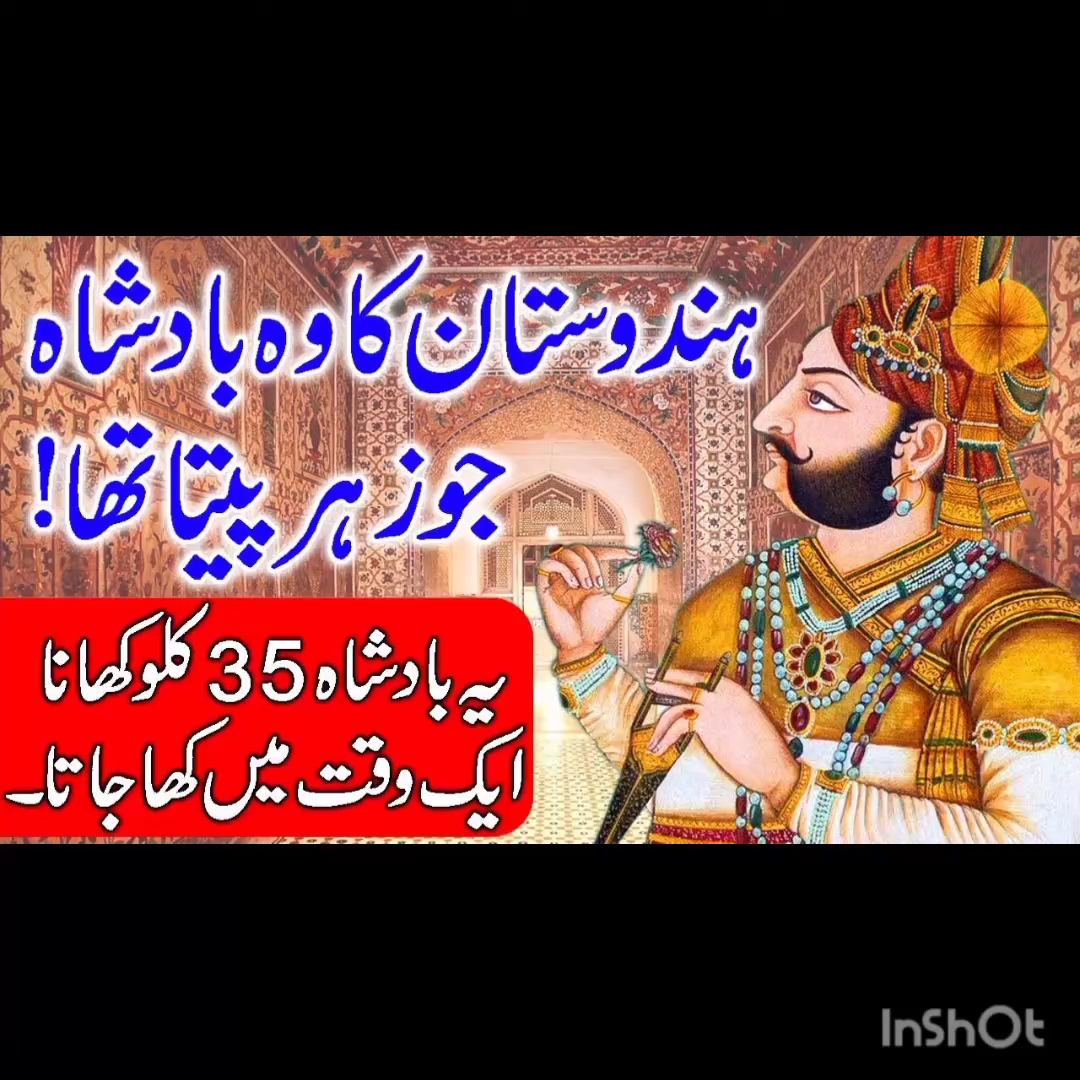 ہندوستان کا وہ بادشاہ
جو زہر پیتا تھا!
یہ بادشاہ 35 کلو کھانا
ایک وقت میں کھا جاتا۔
InShOt